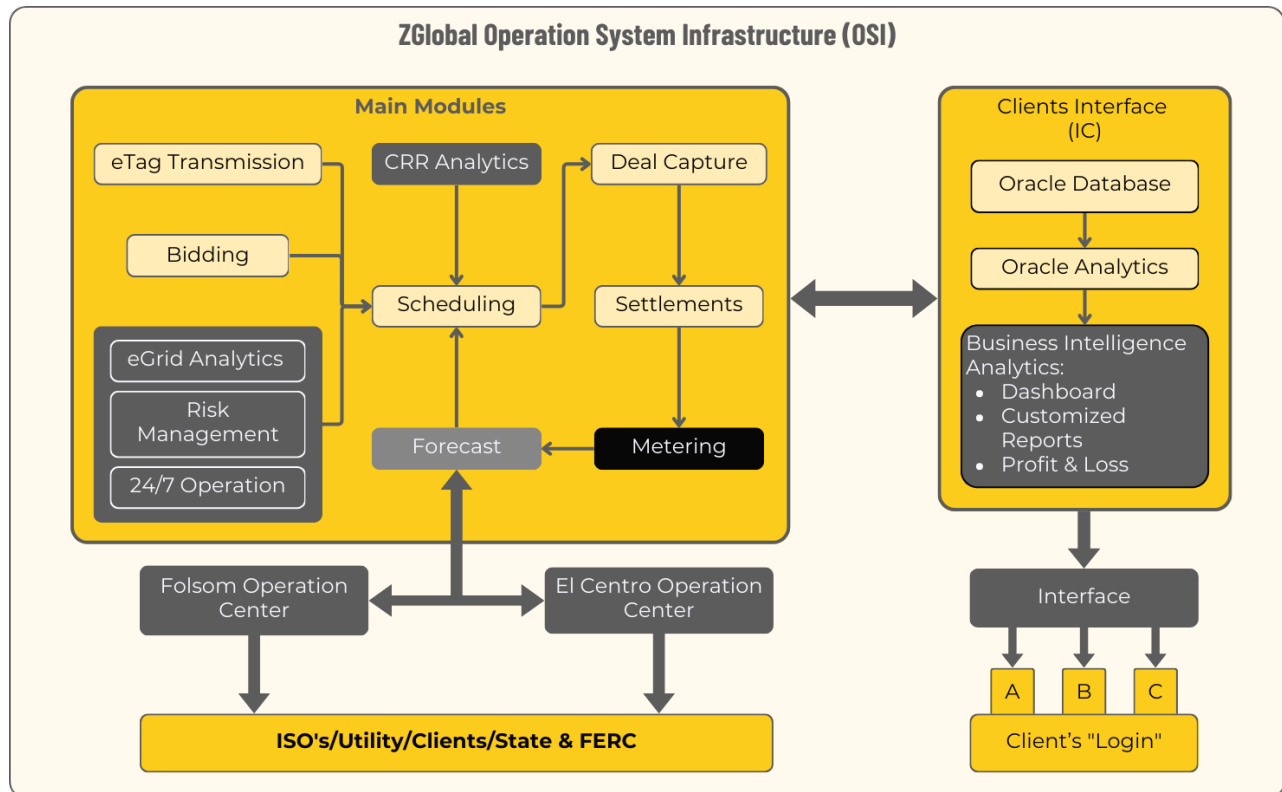 ZGlobal Operation System Infrastructure (OSI)
Main Modules
eTag Transmission
CRR Analytics
Deal Capture
Bidding
Scheduling
Settlements
eGrid Analytics
Risk
Management
24/7 Operation
Forecast
Metering
Folsom Operation
Center
El Centro Operation
Center
ISO's/Utility/Clients/State & FERC
Clients Interface
(IC)
Oracle Database
Oracle Analytics
Business Intelligence
Analytics:
• Dashboard
• Customized
Reports
• Profit & Loss
Interface
A
B
C
Client’s "Login"